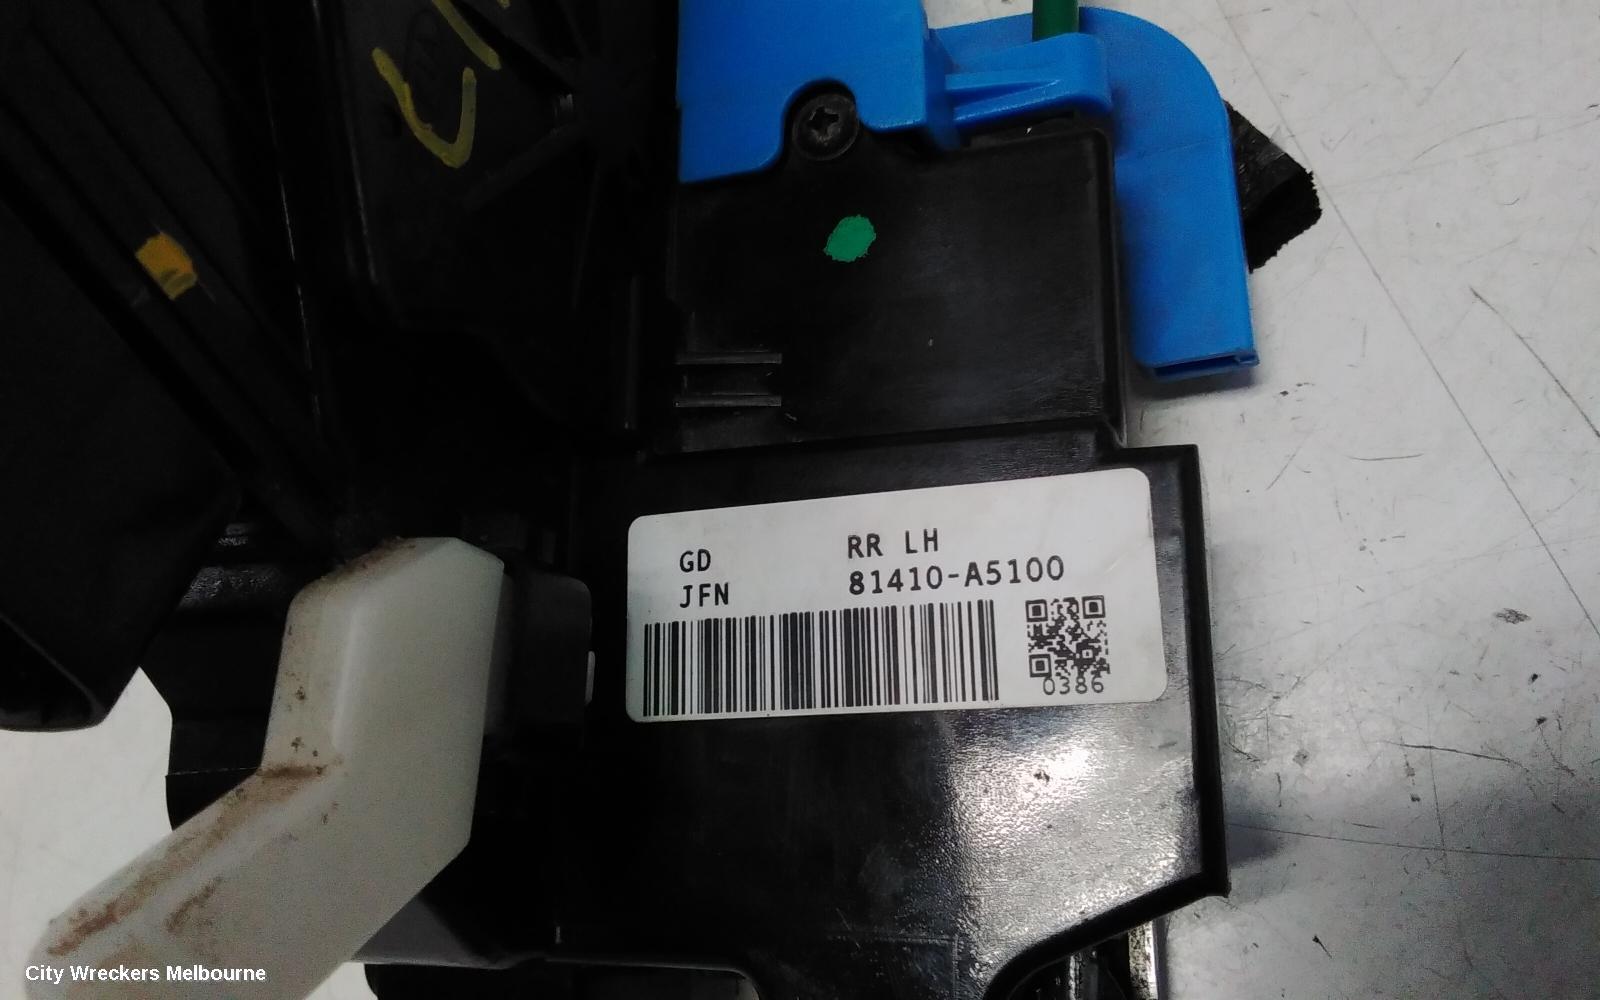 GD RR LH
JFN 81410-A5100
0386
City Wreckers Melbourne